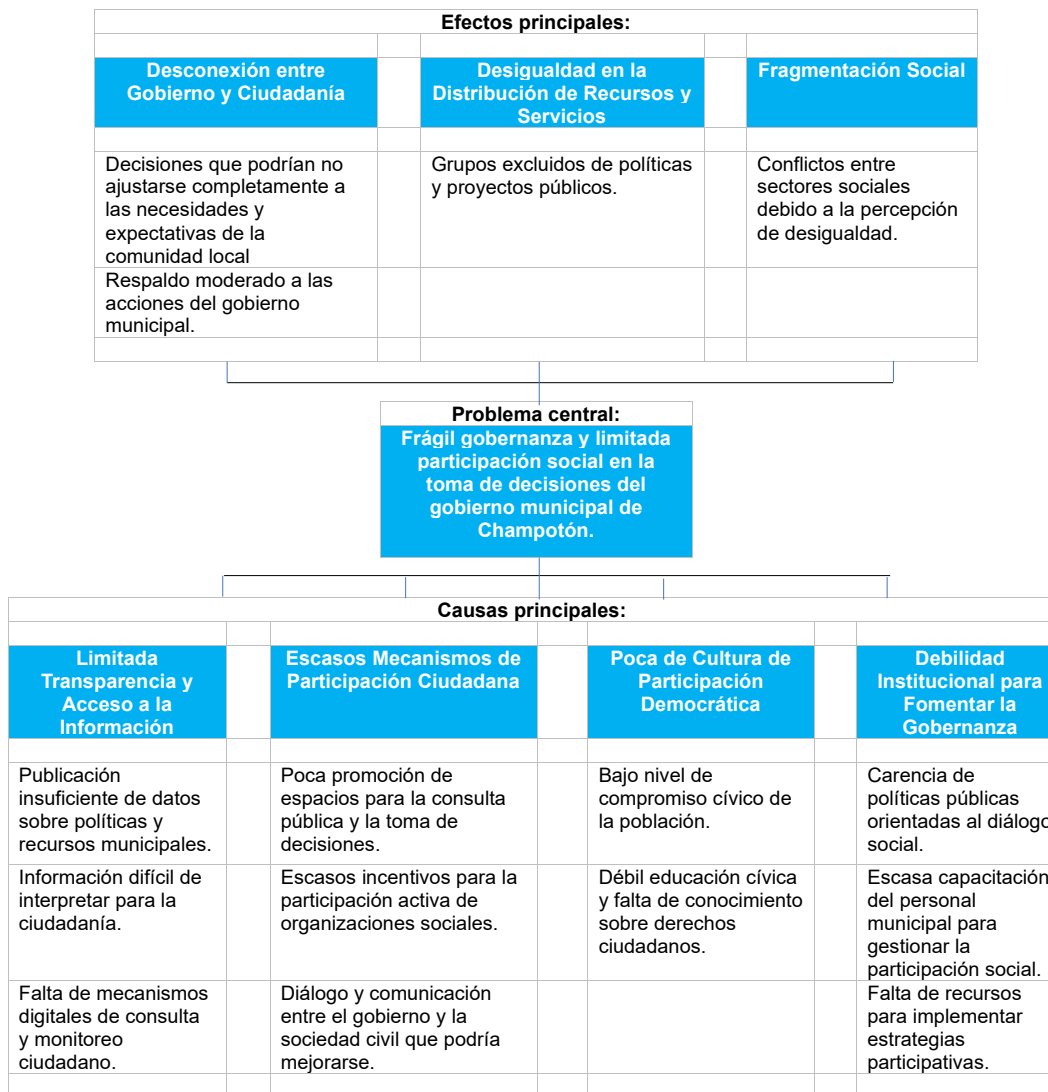 Efectos principales:
Desconexión entre
Gobierno y Ciudadanía
Desigualdad en la
Distribución de Recursos y
Servicios
Fragmentación Social
Decisiones que podrían no
ajustarse completamente a
las necesidades y
expectativas de la
comunidad local
Grupos excluidos de políticas
y proyectos públicos.
Conflictos entre
sectores sociales
debido a la percepción
de desigualdad.
Respaldo moderado a las
acciones del gobierno
municipal.
Problema central:
Frágil gobernanza y limitada
participación social en la
toma de decisiones del
gobierno municipal de
Champotón.
Causas principales:
Limitada
Transparencia y
Acceso a la
Información
Escasos Mecanismos de
Participación Ciudadana
Poca de Cultura de
Participación
Democrática
Debilidad
Institucional para
Fomentar la
Gobernanza
Publicación
insuficiente de datos
sobre políticas y
recursos municipales.
Poca promoción de
espacios para la consulta
pública y la toma de
decisiones.
Bajo nivel de
compromiso cívico de
la población.
Carencia de
políticas públicas
orientadas al diálogo
social.
Información difícil de
interpretar para la
ciudadanía.
Escasos incentivos para la
participación activa de
organizaciones sociales.
Débil educación cívica
y falta de conocimiento
sobre derechos
ciudadanos.
Escasa capacitación
del personal
municipal para
gestionar la
participación social.
Falta de mecanismos
digitales de consulta
y monitoreo
ciudadano.
Diálogo y comunicación
entre el gobierno y la
sociedad civil que podría
mejorarse.
Falta de recursos
para implementar
estrategias
participativas.